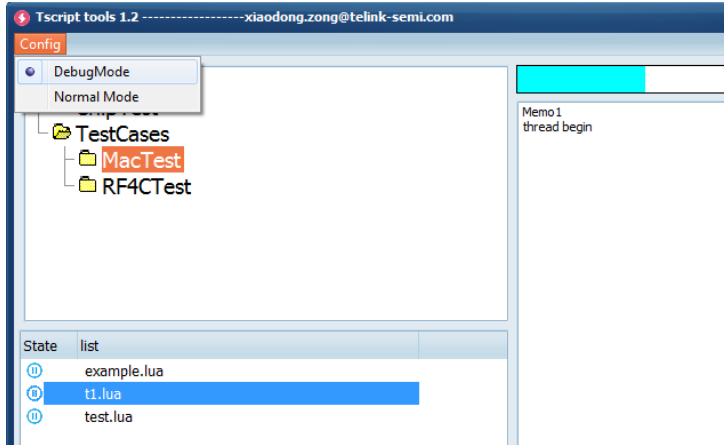 Tscript tools 1.2 ------------------xiaodong.zong@telink-semi.com
Config
DebugMode
Normal Mode
TestCases
MacTest
RF4CTest
Memo1
thread begin
State list
example.lua
t1.lua
test.lua